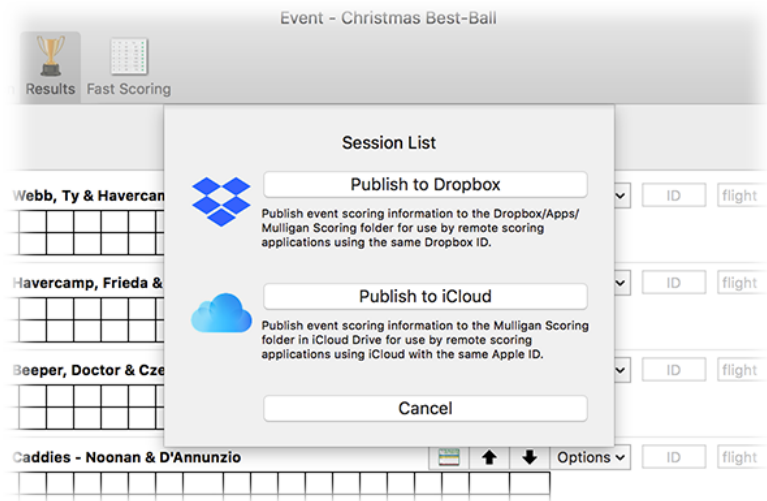 Event - Christmas Best-Ball
Results Fast Scoring
Session List
Publish to Dropbox
Webb, Ty & Havercam ID flight
Publish event scoring information to the Dropbox/Apps/
Mulligan Scoring folder for use by remote scoring
applications using the same Dropbox ID.
Havercamp, Frieda & ID flight
Publish to iCloud
Publish event scoring information to the Mulligan Scoring
folder in iCloud Drive for use by remote scoring
applications using iCloud with the same Apple ID.
Beeper, Doctor & Cze ID flight
Cancel
Caddies - Noonan & D'Annunzio Options ID flight